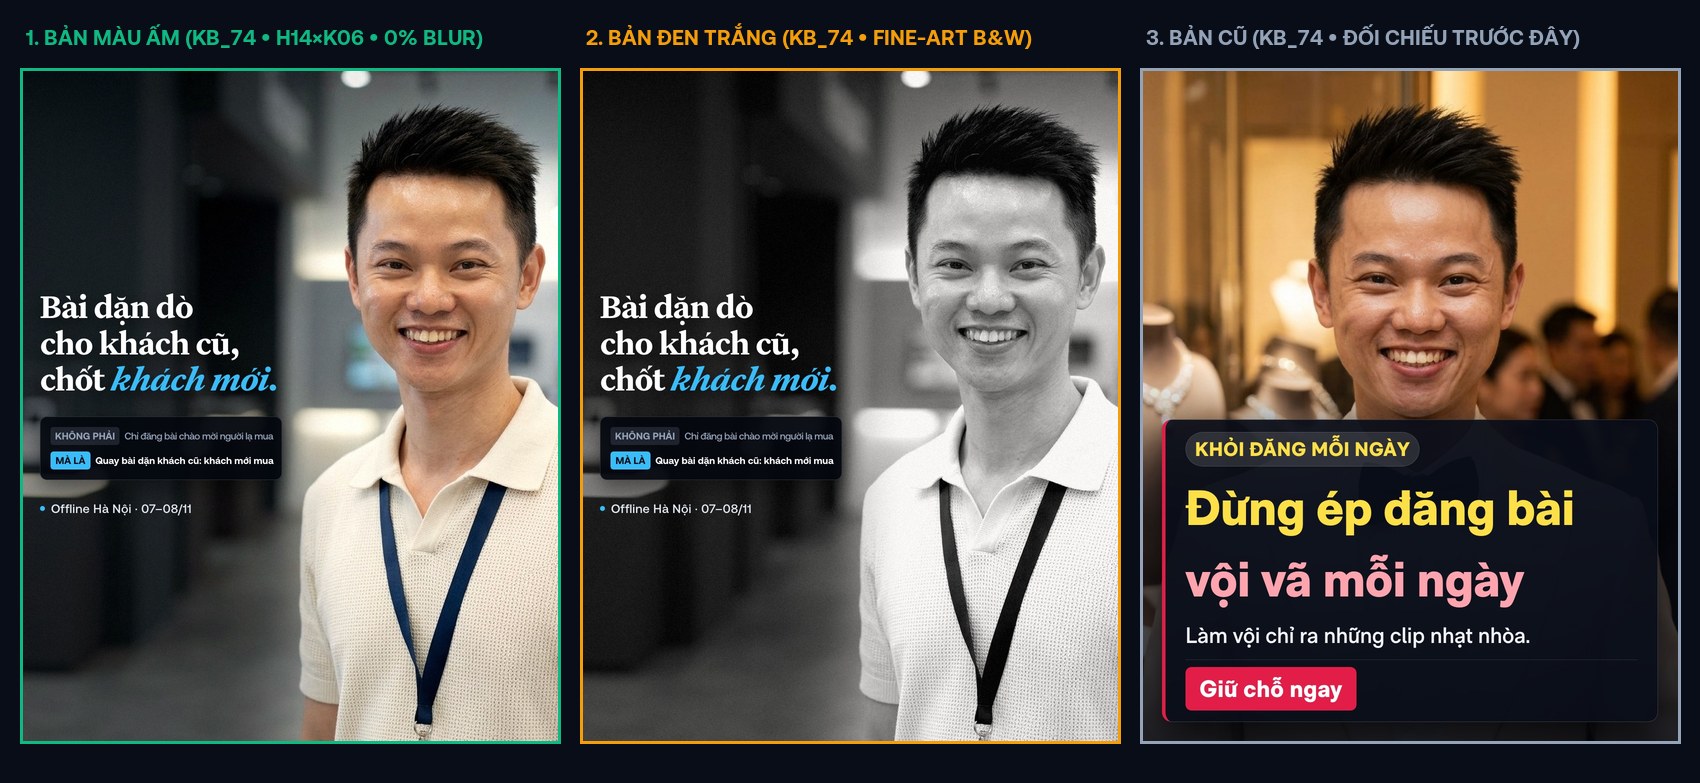 1. BẢN MÀU ẤM (KB_74 • H14×K06 • 0% BLUR)
Bài dặn dò
cho khách cũ,
chốt khách mới.
KHÔNG PHẢI Chỉ đăng bài chào mời người lạ mua
MÀ LÀ Quay bài dặn khách cũ: khách mới mua
• Offline Hà Nội · 07–08/11
2. BẢN ĐEN TRẮNG (KB_74 • FINE-ART B&W)
Bài dặn dò
cho khách cũ,
chốt khách mới.
KHÔNG PHẢI Chỉ đăng bài chào mời người lạ mua
MÀ LÀ Quay bài dặn khách cũ: khách mới mua
• Offline Hà Nội · 07–08/11
3. BẢN CŨ (KB_74 • ĐỐI CHIẾU TRƯỚC ĐÂY)
KHỎI ĐĂNG MỖI NGÀY
Đừng ép đăng bài
vội vã mỗi ngày
Làm vội chỉ ra những clip nhạt nhòa.
Giữ chỗ ngay